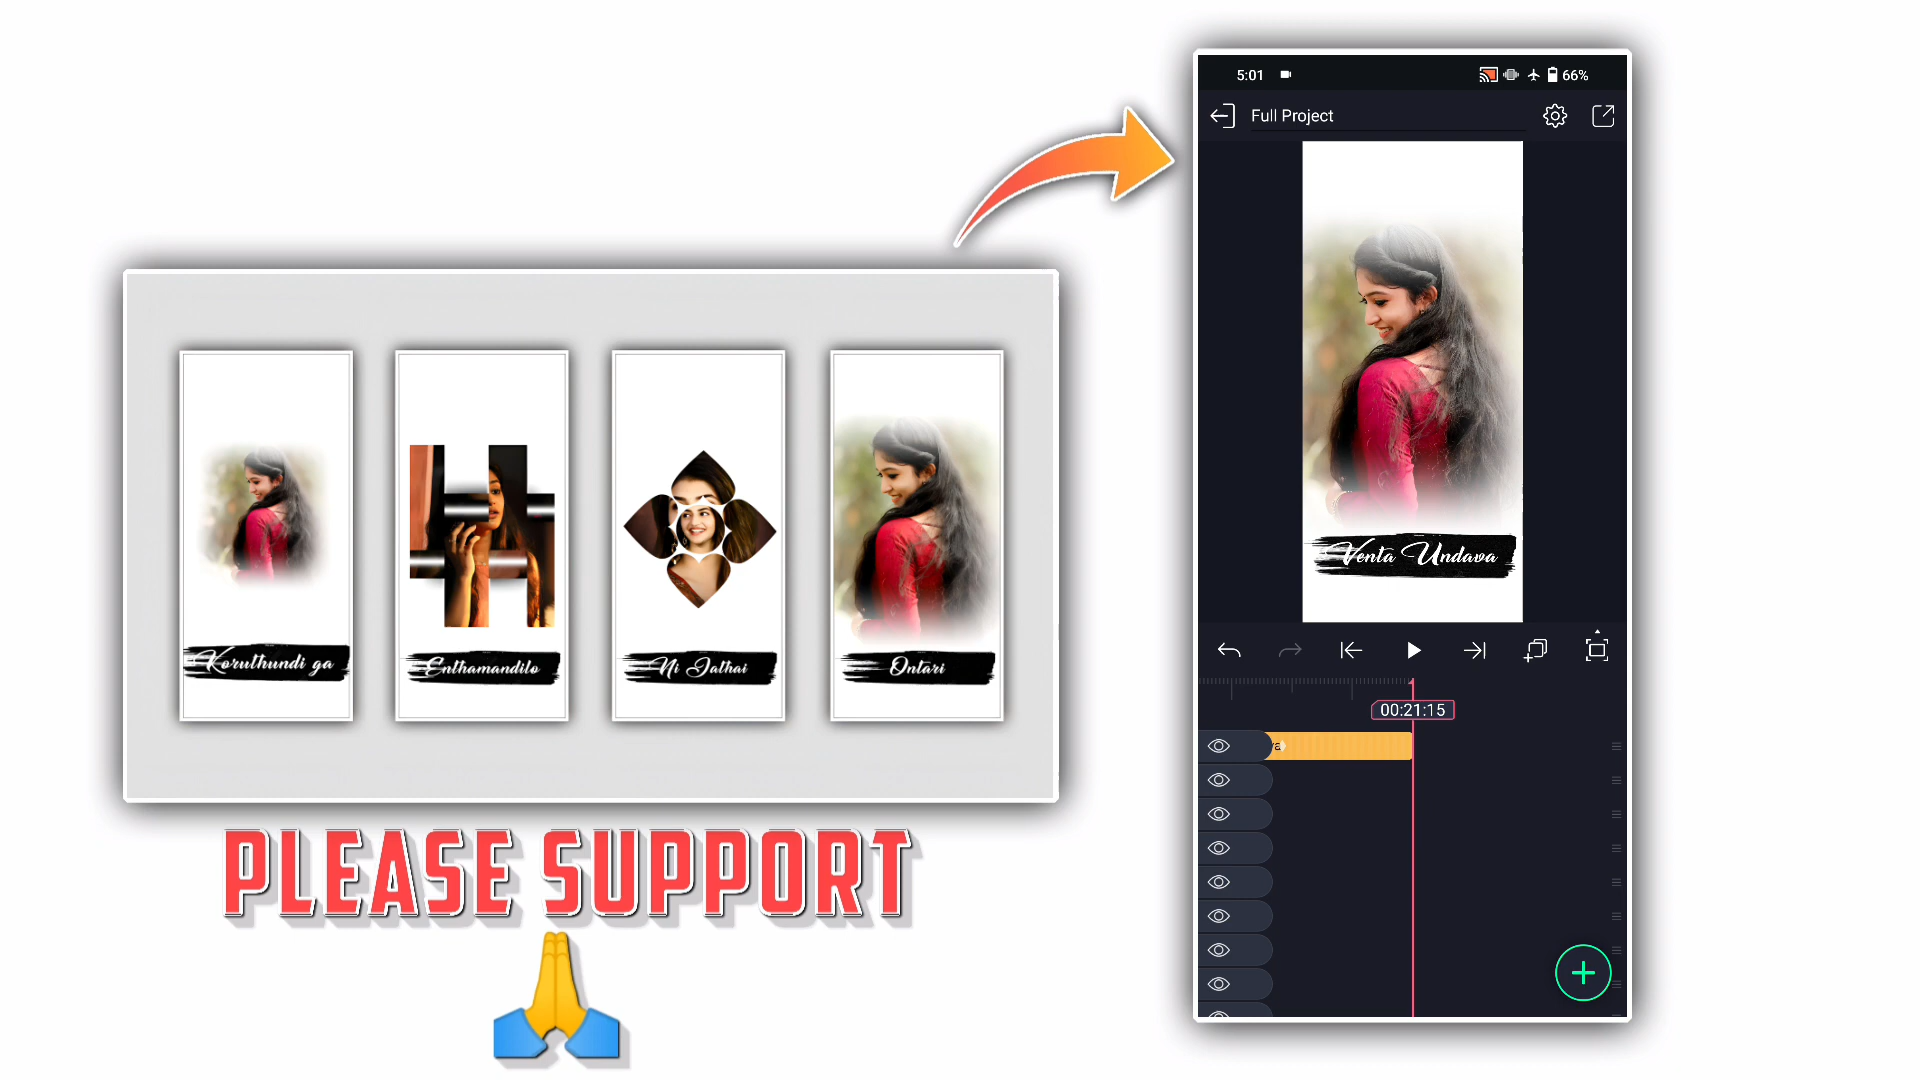 5:01
66%
Full Project
Venta Undava
00:21:15
Koruthundi ga
Enthamandilo
Ni Jathai
Ontari
PLEASE SUPPORT